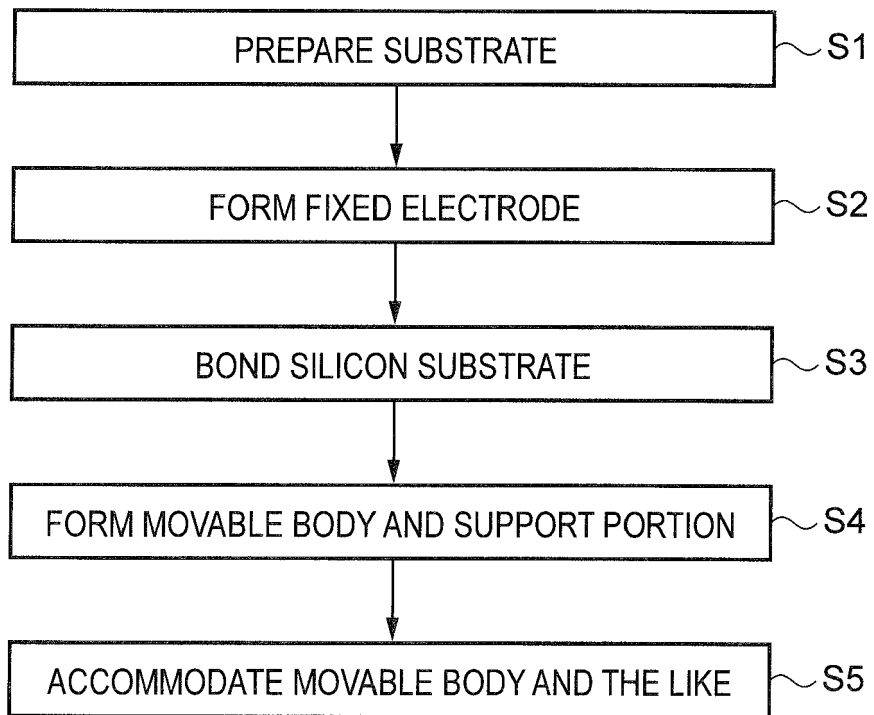 PREPARE SUBSTRATE S1
FORM FIXED ELECTRODE S2
BOND SILICON SUBSTRATE S3
FORM MOVABLE BODY AND SUPPORT PORTION S4
ACCOMMODATE MOVABLE BODY AND THE LIKE S5